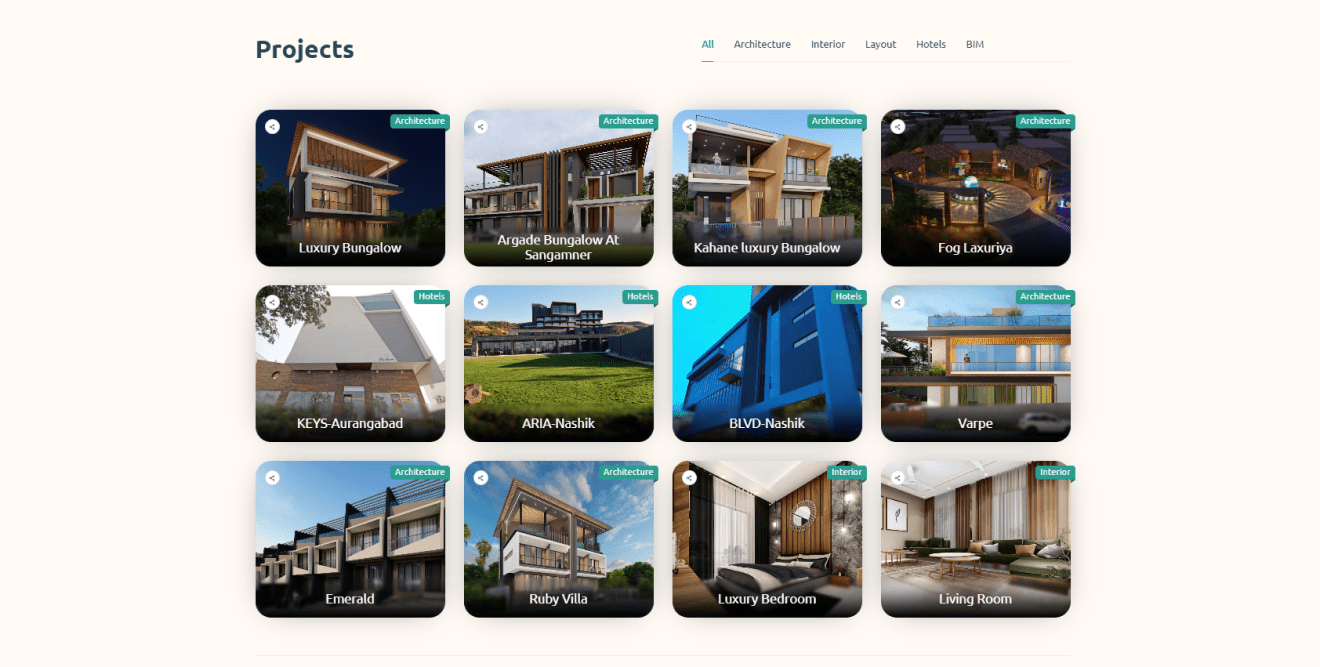 Projects
All Architecture Interior Layout Hotels BIM
Architecture
Luxury Bungalow
Architecture
Argade Bungalow At
Sangamner
Architecture
Kahane luxury Bungalow
Architecture
Fog Laxuriya
Hotels
KEYS-Aurangabad
Hotels
ARIA-Nashik
Hotels
BLVD-Nashik
Architecture
Varpe
Architecture
Emerald
Architecture
Ruby Villa
Interior
Luxury Bedroom
Interior
Living Room